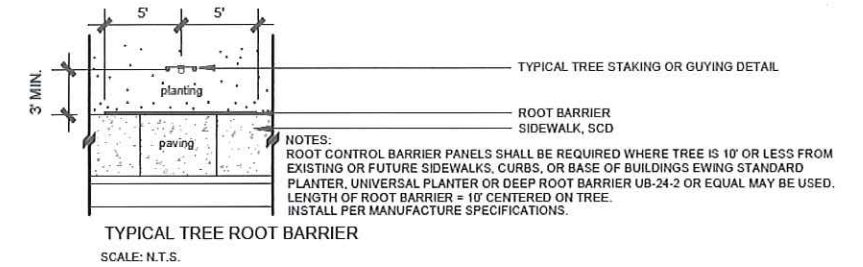 5' 5'
3' MIN.
TYPICAL TREE STAKING OR GUYING DETAIL
planting
ROOT BARRIER
SIDEWALK, SCD
paving
NOTES:
ROOT CONTROL BARRIER PANELS SHALL BE REQUIRED WHERE TREE IS 10' OR LESS FROM
EXISTING OR FUTURE SIDEWALKS, CURBS, OR BASE OF BUILDINGS EWING STANDARD
PLANTER, UNIVERSAL PLANTER OR DEEP ROOT BARRIER UB-24-2 OR EQUAL MAY BE USED.
LENGTH OF ROOT BARRIER = 10' CENTERED ON TREE.
INSTALL PER MANUFACTURE SPECIFICATIONS.
TYPICAL TREE ROOT BARRIER
SCALE: N.T.S.